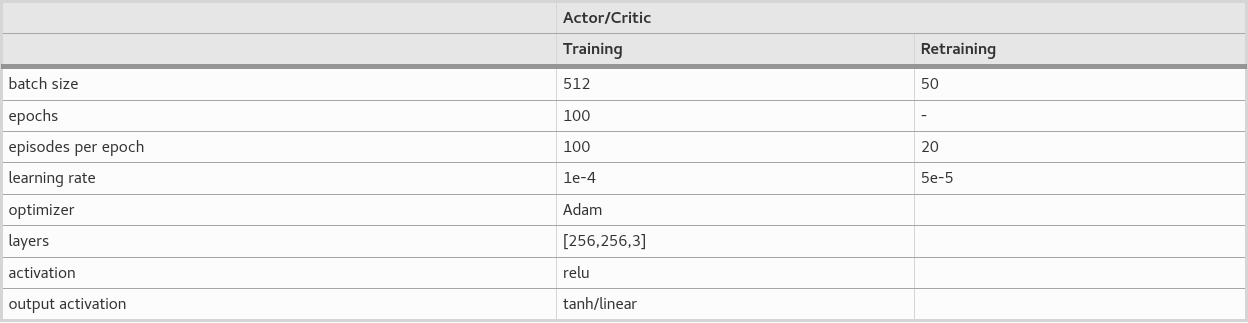 Actor/Critic
Training Retraining
batch size 512 50
epochs 100 -
episodes per epoch 100 20
learning rate 1e-4 5e-5
optimizer Adam
layers [256,256,3]
activation relu
output activation tanh/linear